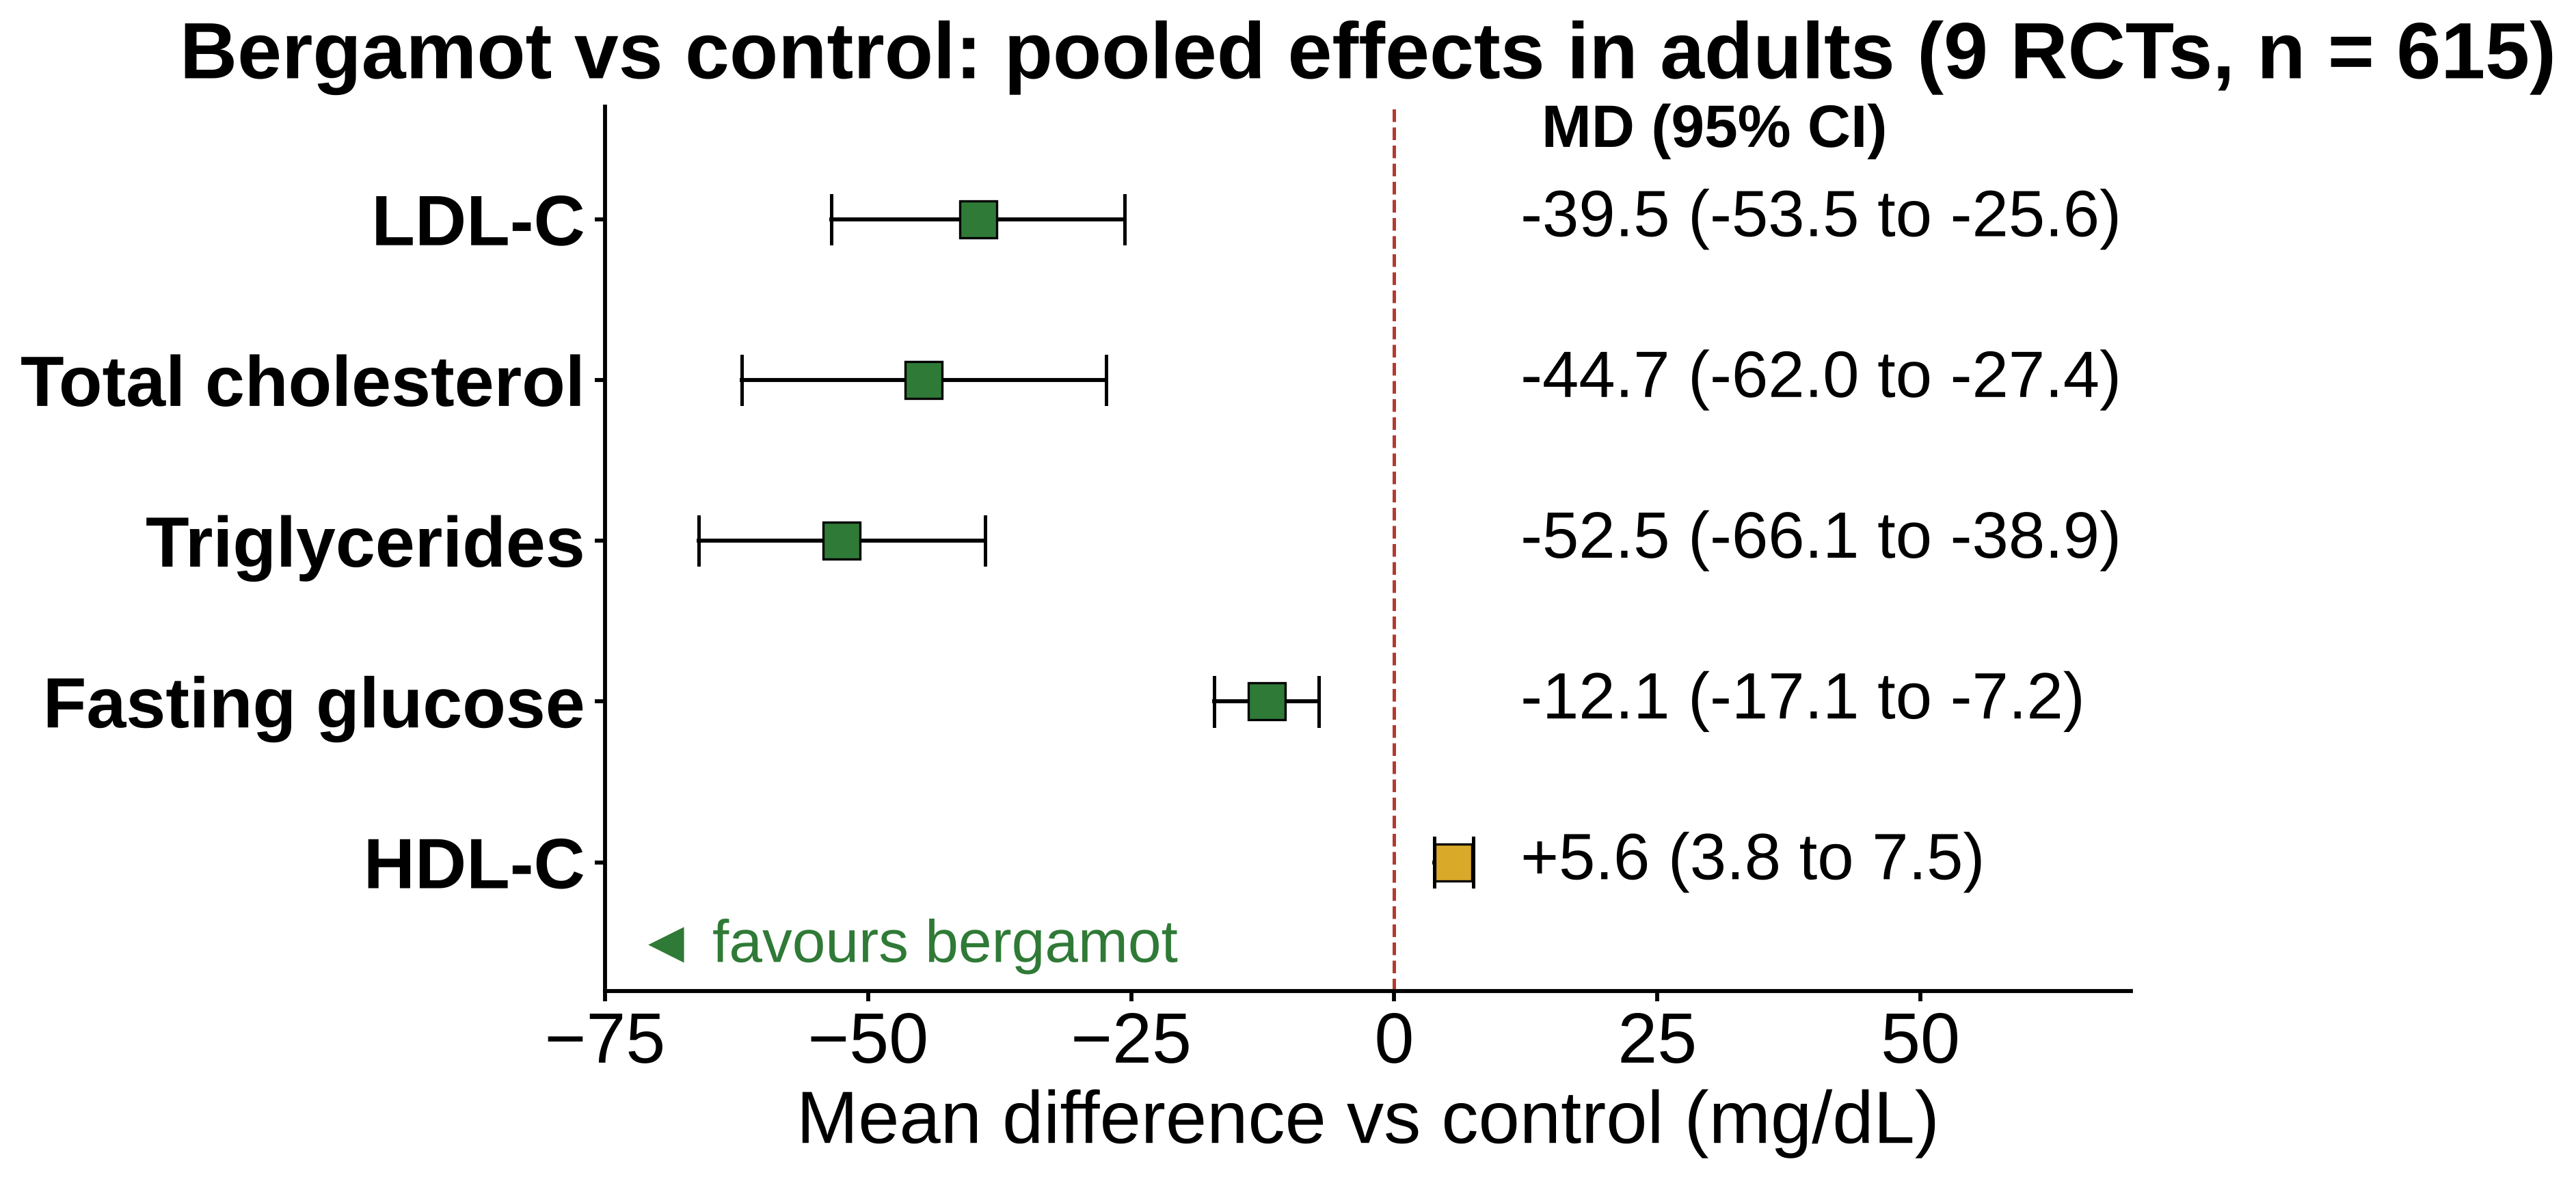 Bergamot vs control: pooled effects in adults (9 RCTs, n = 615)
MD (95% CI)
LDL-C -39.5 (-53.5 to -25.6)
Total cholesterol -44.7 (-62.0 to -27.4)
Triglycerides -52.5 (-66.1 to -38.9)
Fasting glucose -12.1 (-17.1 to -7.2)
HDL-C +5.6 (3.8 to 7.5)
◄ favours bergamot
−75 −50 −25 0 25 50
Mean difference vs control (mg/dL)